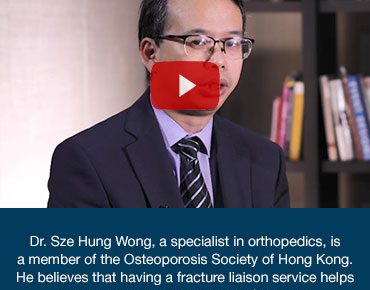 Dr. Sze Hung Wong, a specialist in orthopedics, is
a member of the Osteoporosis Society of Hong Kong.
He believes that having a fracture liaison service helps